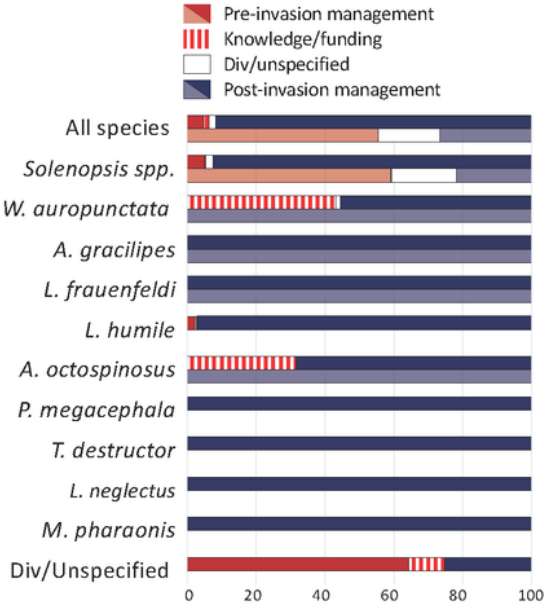 Pre-invasion management
Knowledge/funding
Div/unspecified
Post-invasion management
All species
Solenopsis spp.
W. auropunctata
A. gracilipes
L. frauenfeldi
L. humile
A. octospinosus
P. megacephala
T. destructor
L. neglectus
M. pharaonis
Div/Unspecified
0 20 40 60 80 100